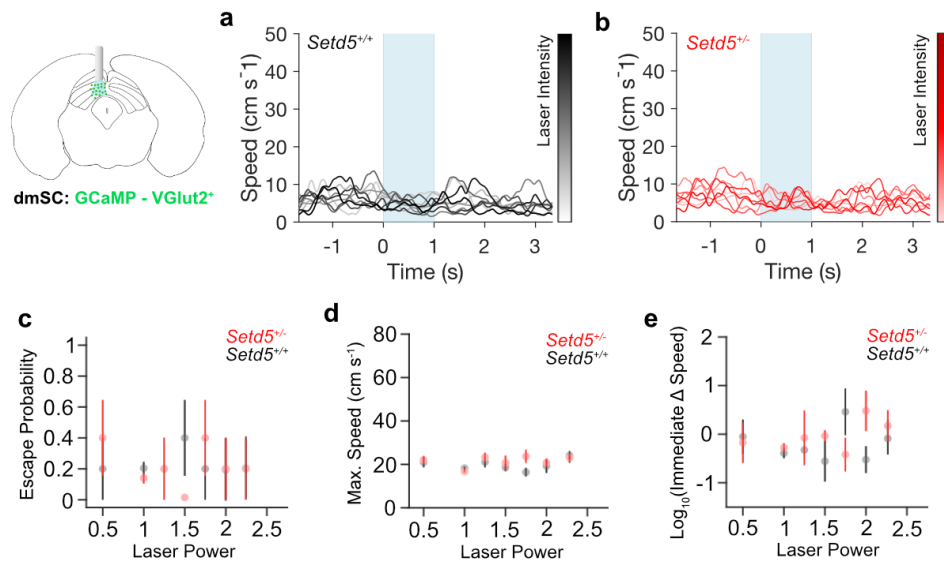 dmSC: GCaMP - VGlut2⁺
a
Setd5⁺/⁺
Speed (cm s-1)
50
40
30
20
10
0
-1
0
1
2
3
Time (s)
Laser Intensity
b
Setd5⁺/⁻
Speed (cm s-1)
50
40
30
20
10
0
-1
0
1
2
3
Time (s)
Laser Intensity
c
Setd5⁺/⁻
Setd5⁺/⁺
Escape Probability
1
0.8
0.6
0.4
0.2
0
0.5
1
1.5
2
2.5
Laser Power
d
Setd5⁺/⁻
Setd5⁺/⁺
Max. Speed (cm s⁻¹)
80
60
40
20
0
0.5
1
1.5
2
2.5
Laser Power
e
Setd5⁺/⁻
Setd5⁺/⁺
Log₁₀(Immediate Δ Speed)
2
1
0
-1
0.5
1
1.5
2
2.5
Laser Power